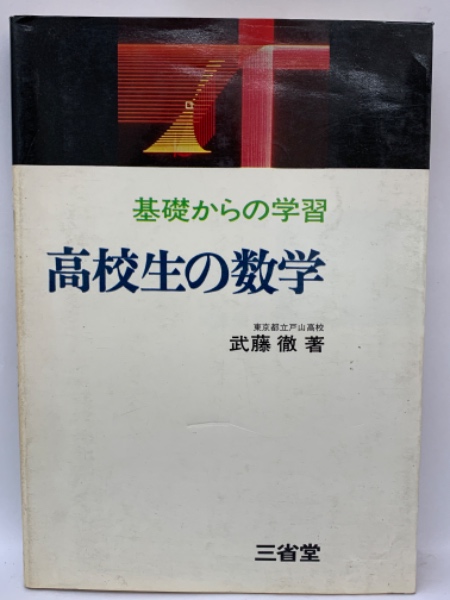 基礎からの学習
高校生の数学
東京都立戸山高校
武藤 徹 著
三省堂